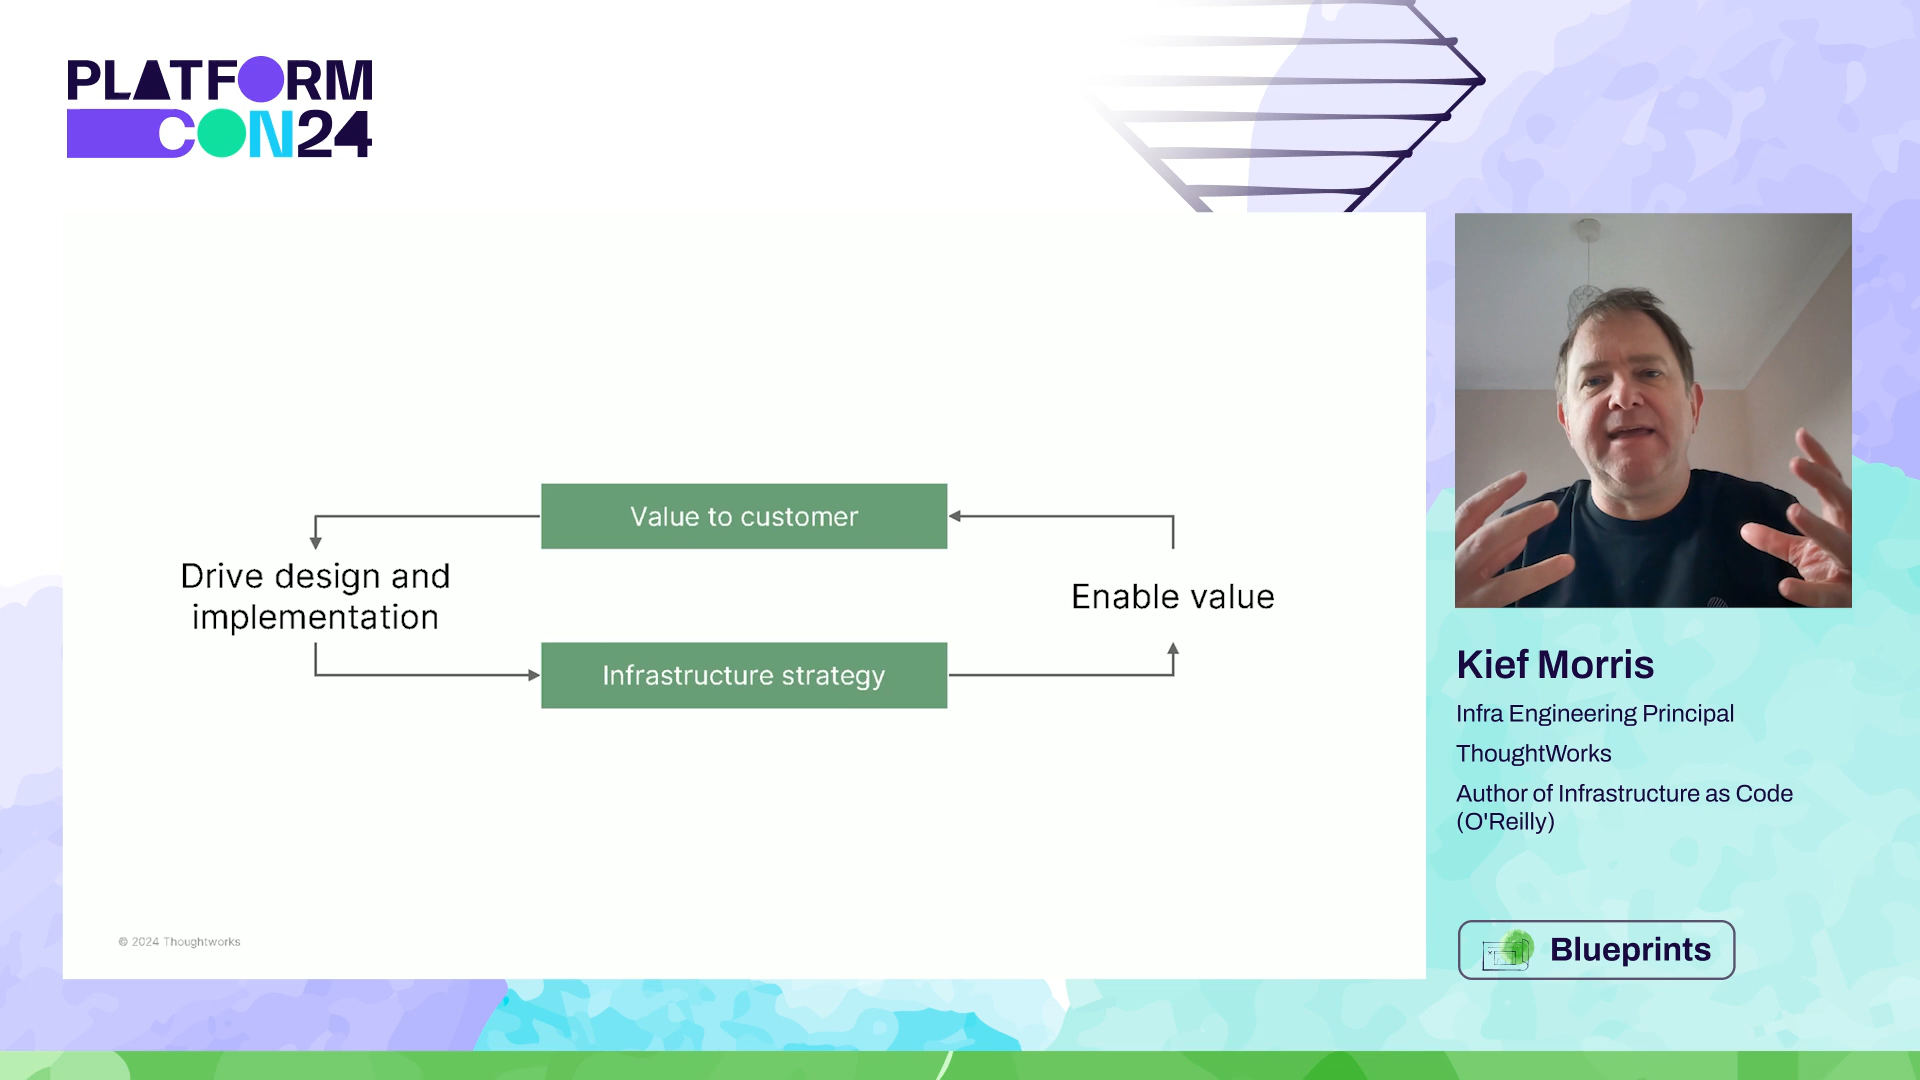 PLATFORM
CON24
Value to customer
Drive design and
implementation
Enable value
Infrastructure strategy
© 2024 Thoughtworks
Kief Morris
Infra Engineering Principal
ThoughtWorks
Author of Infrastructure as Code
(O'Reilly)
Blueprints